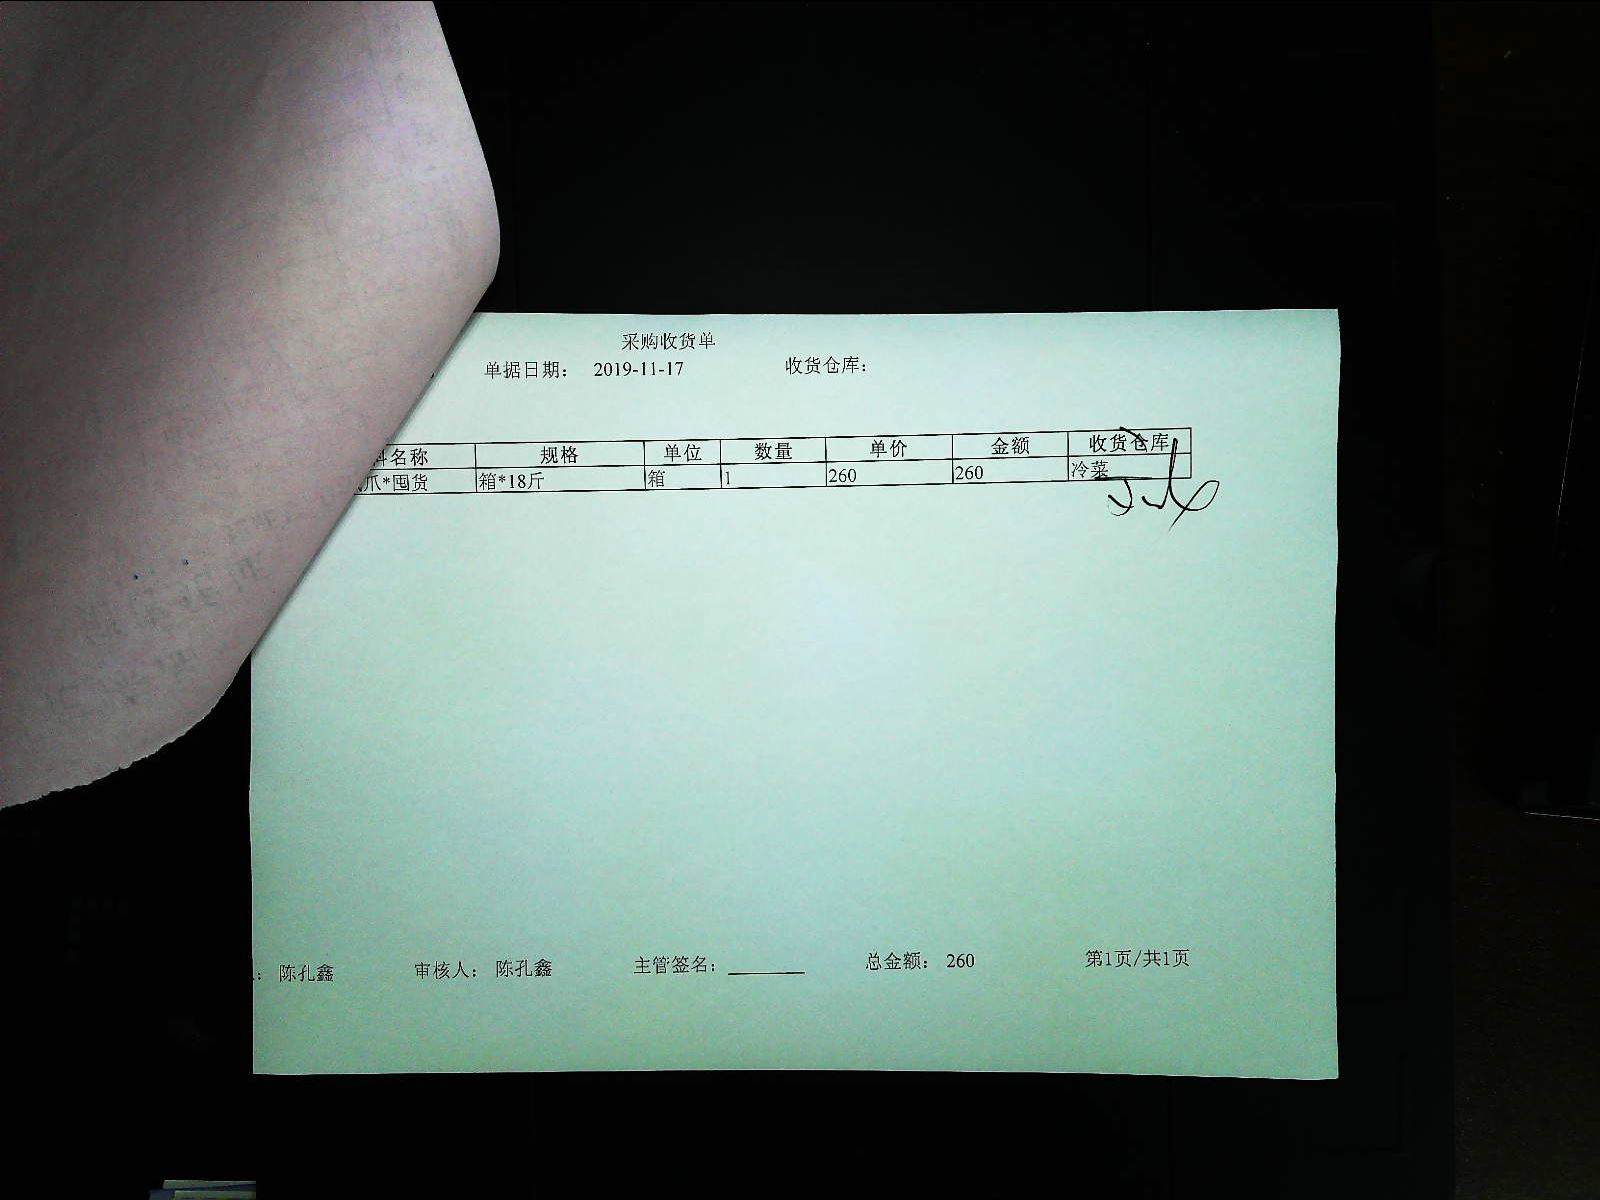 采购收货单
单据日期： 2019-11-17 收货仓库：
料名称 规格 单位 数量 单价 金额 收货仓库
爪*囤货 箱*18斤 箱 1 260 260 冷菜
： 陈孔鑫 审核人： 陈孔鑫 主管签名： 总金额： 260 第1页/共1页